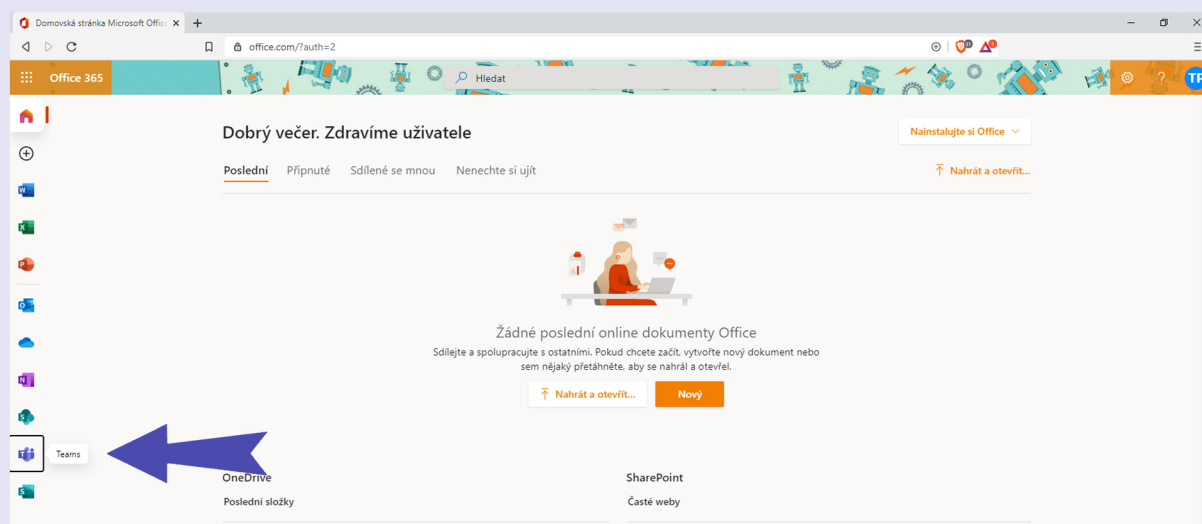 Domovská stránka Microsoft Office
office.com/?auth=2
Office 365
Hledat
?
TP
Dobrý večer. Zdravíme uživatele
Nainstalujte si Office
Poslední Připnuté Sdílené se mnou Nenechte si ujít
Nahrát a otevřít...
Žádné poslední online dokumenty Office
Sdílejte a spolupracujte s ostatními. Pokud chcete začít, vytvořte nový dokument nebo
sem nějaký přetáhněte, aby se nahrál a otevřel.
Nahrát a otevřít... Nový
Teams
OneDrive SharePoint
Poslední složky Časté weby